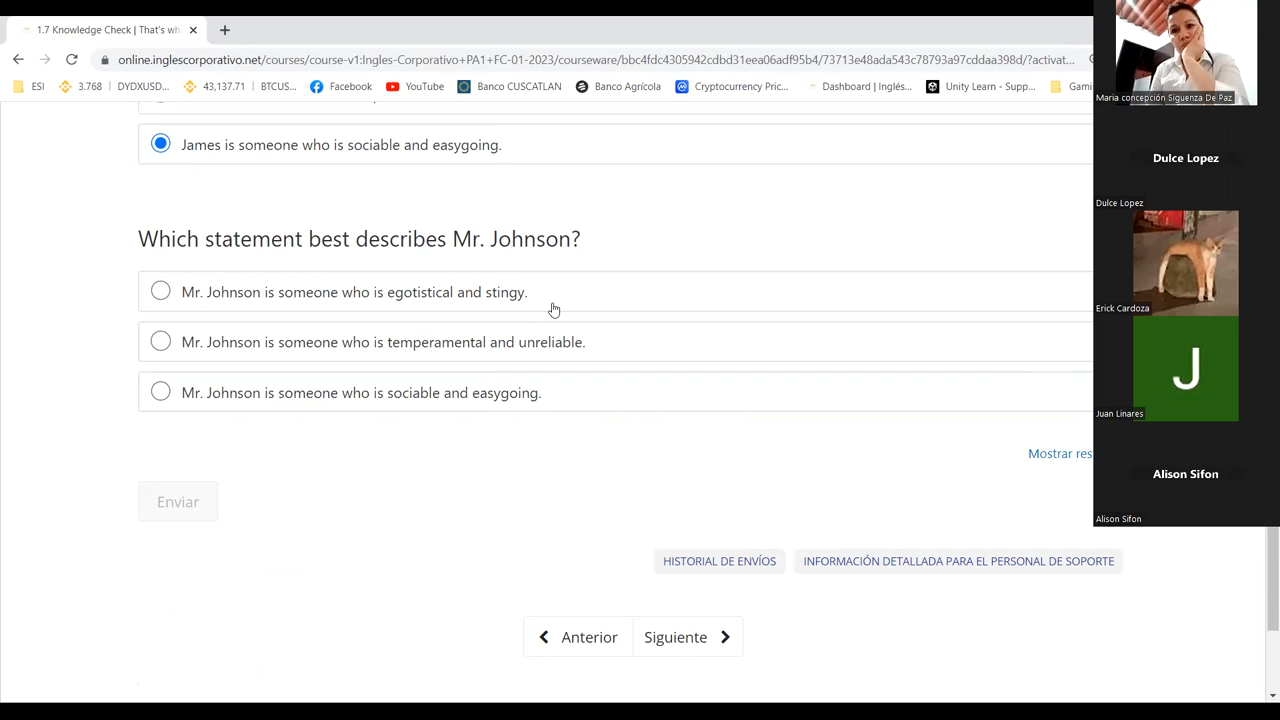 1.7 Knowledge Check | That's wh
online.inglescorporativo.net/courses/course-v1:Ingles-Corporativo+PA1+FC-01-2023/courseware/bbc4fdc4305942cdbd31eea06adf95b4/73713e48ada543c78793a97cddaa398d/?activat...
ESI 3.768 DYDXUSD... 43,137.71 BTCUS... Facebook YouTube Banco CUSCATLAN Banco Agrícola Cryptocurrency Pric... Dashboard | Inglés... Unity Learn - Supp... Gami
James is someone who is sociable and easygoing.
Which statement best describes Mr. Johnson?
Mr. Johnson is someone who is egotistical and stingy.
Mr. Johnson is someone who is temperamental and unreliable.
Mr. Johnson is someone who is sociable and easygoing.
Mostrar res
Enviar
HISTORIAL DE ENVÍOS INFORMACIÓN DETALLADA PARA EL PERSONAL DE SOPORTE
Anterior Siguiente
Maria concepción Siguenza De Paz
Dulce Lopez
Dulce Lopez
Erick Cardoza
J
Juan Linares
Alison Sifon
Alison Sifon